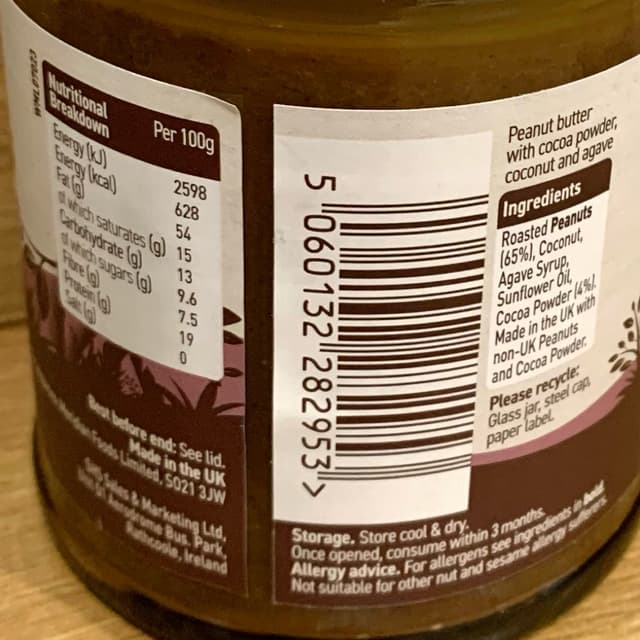 WML 071023
Nutritional
Breakdown
Per 100g
Energy (kJ) 2598
Energy (kcal) 628
Fat (g) 54
of which saturates (g) 15
Carbohydrate (g) 13
of which sugars (g) 9.6
Fibre (g) 7.5
Protein (g) 19
Salt (g) 0
Best before end: See lid.
Made in the UK
Foods Limited, SO21 3JW
Sales & Marketing Ltd,
Aerodrome Bus. Park,
Rathcoole, Ireland
5 060132 282953 >
Peanut butter
with cocoa powder,
coconut and agave
Ingredients
Roasted Peanuts
(65%), Coconut,
Agave Syrup,
Sunflower Oil,
Cocoa Powder (4%).
Made in the UK with
non-UK Peanuts
and Cocoa Powder.
Please recycle:
Glass jar, steel cap,
paper label.
Storage. Store cool & dry.
Once opened, consume within 3 months.
Allergy advice. For allergens see ingredients in bold.
Not suitable for other nut and sesame allergy sufferers.